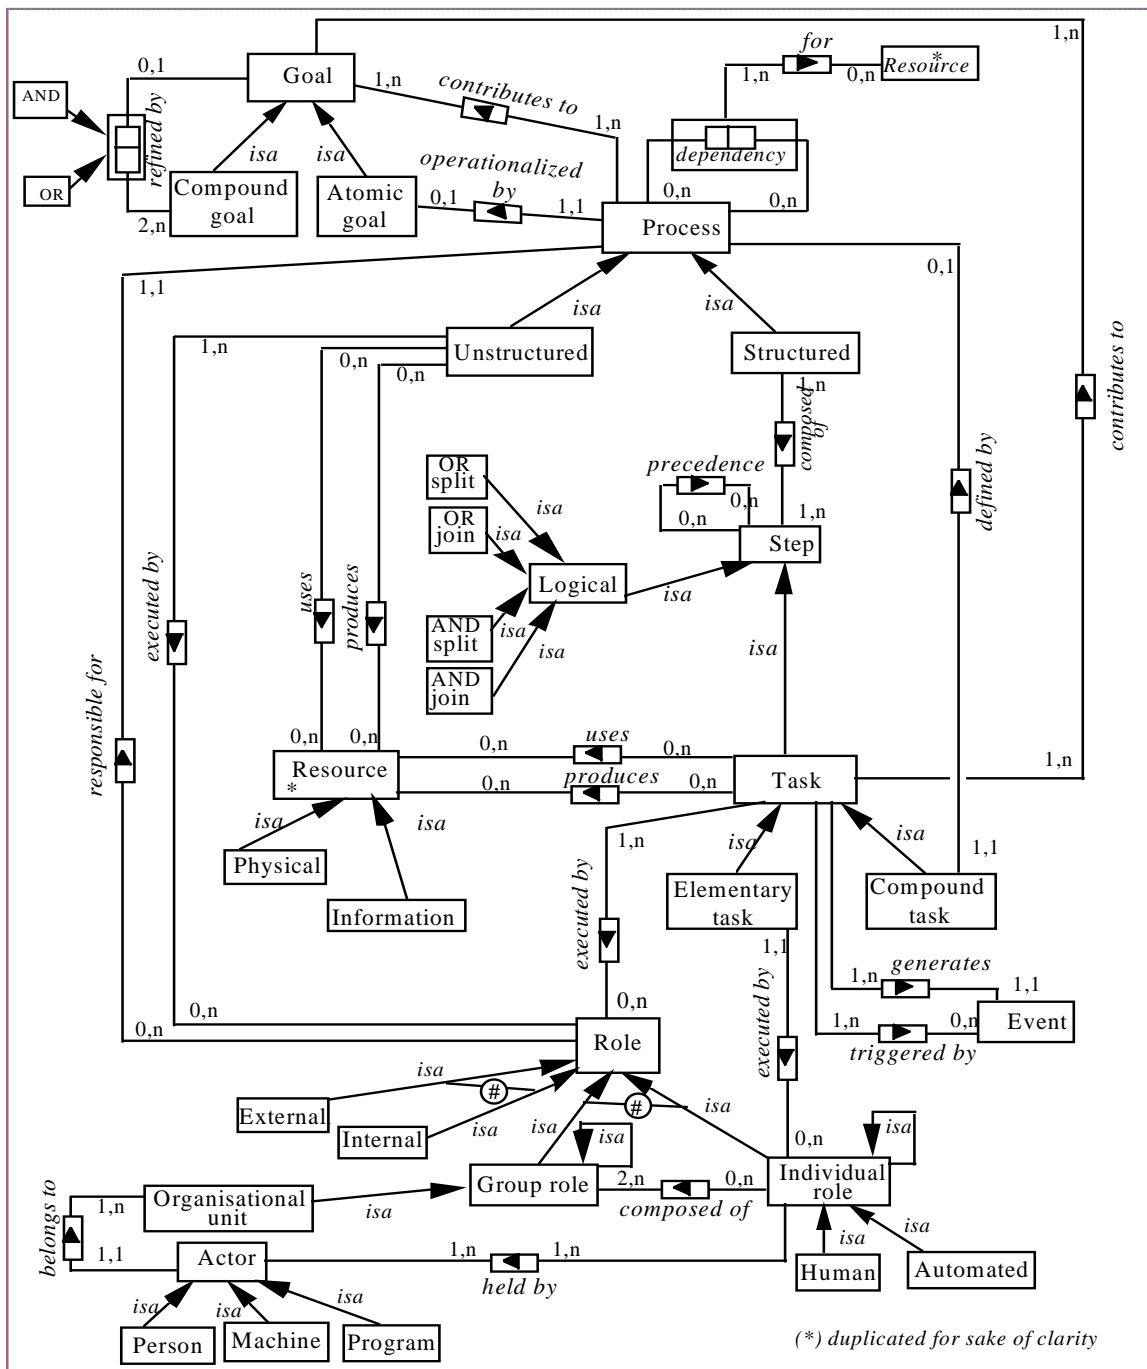 for
1,n
1,n
0,n
Resource
*
0,1
Goal
1,n
contributes to
1,n
AND
refined by
dependency
OR
isa
isa
operationalized
by
Compound
goal
Atomic
goal
0,1
1,1
0,n
0,n
2,n
Process
0,1
1,1
isa
isa
1,n
Unstructured
Structured
0,n
0,n
1,n
composed
of
contributes to
defined by
precedence
OR
split
isa
0,n
0,n
1,n
OR
join
isa
Step
Logical
isa
executed by
uses
produces
AND
split
isa
isa
AND
join
isa
responsible for
0,n
0,n
0,n
uses
0,n
1,n
Resource
*
Task
0,n
produces
0,n
isa
isa
isa
isa
1,n
1,1
Physical
executed by
Elementary
task
Compound
task
Information
1,1
generates
1,n
1,1
executed by
0,n
0,n
0,n
1,n
0,n
Event
Role
triggered by
isa
#
#
isa
External
Internal
isa
isa
isa
isa
0,n
Organisational
unit
isa
Group role
2,n
0,n
composed of
Individual
role
belongs to
1,n
1,1
Actor
1,n
1,n
held by
isa
isa
Human
Automated
isa
isa
isa
Person
Machine
Program
(*) duplicated for sake of clarity